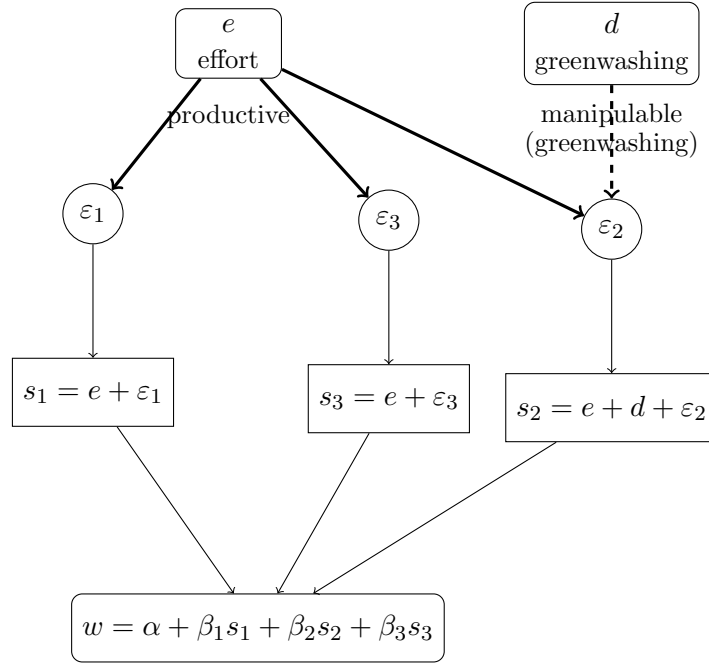 e
effort
d
greenwashing
productive
manipulable
(greenwashing)
ε₁
ε₃
ε₂
s₁ = e + ε₁
s₃ = e + ε₃
s₂ = e + d + ε₂
w = α + β₁s₁ + β₂s₂ + β₃s₃